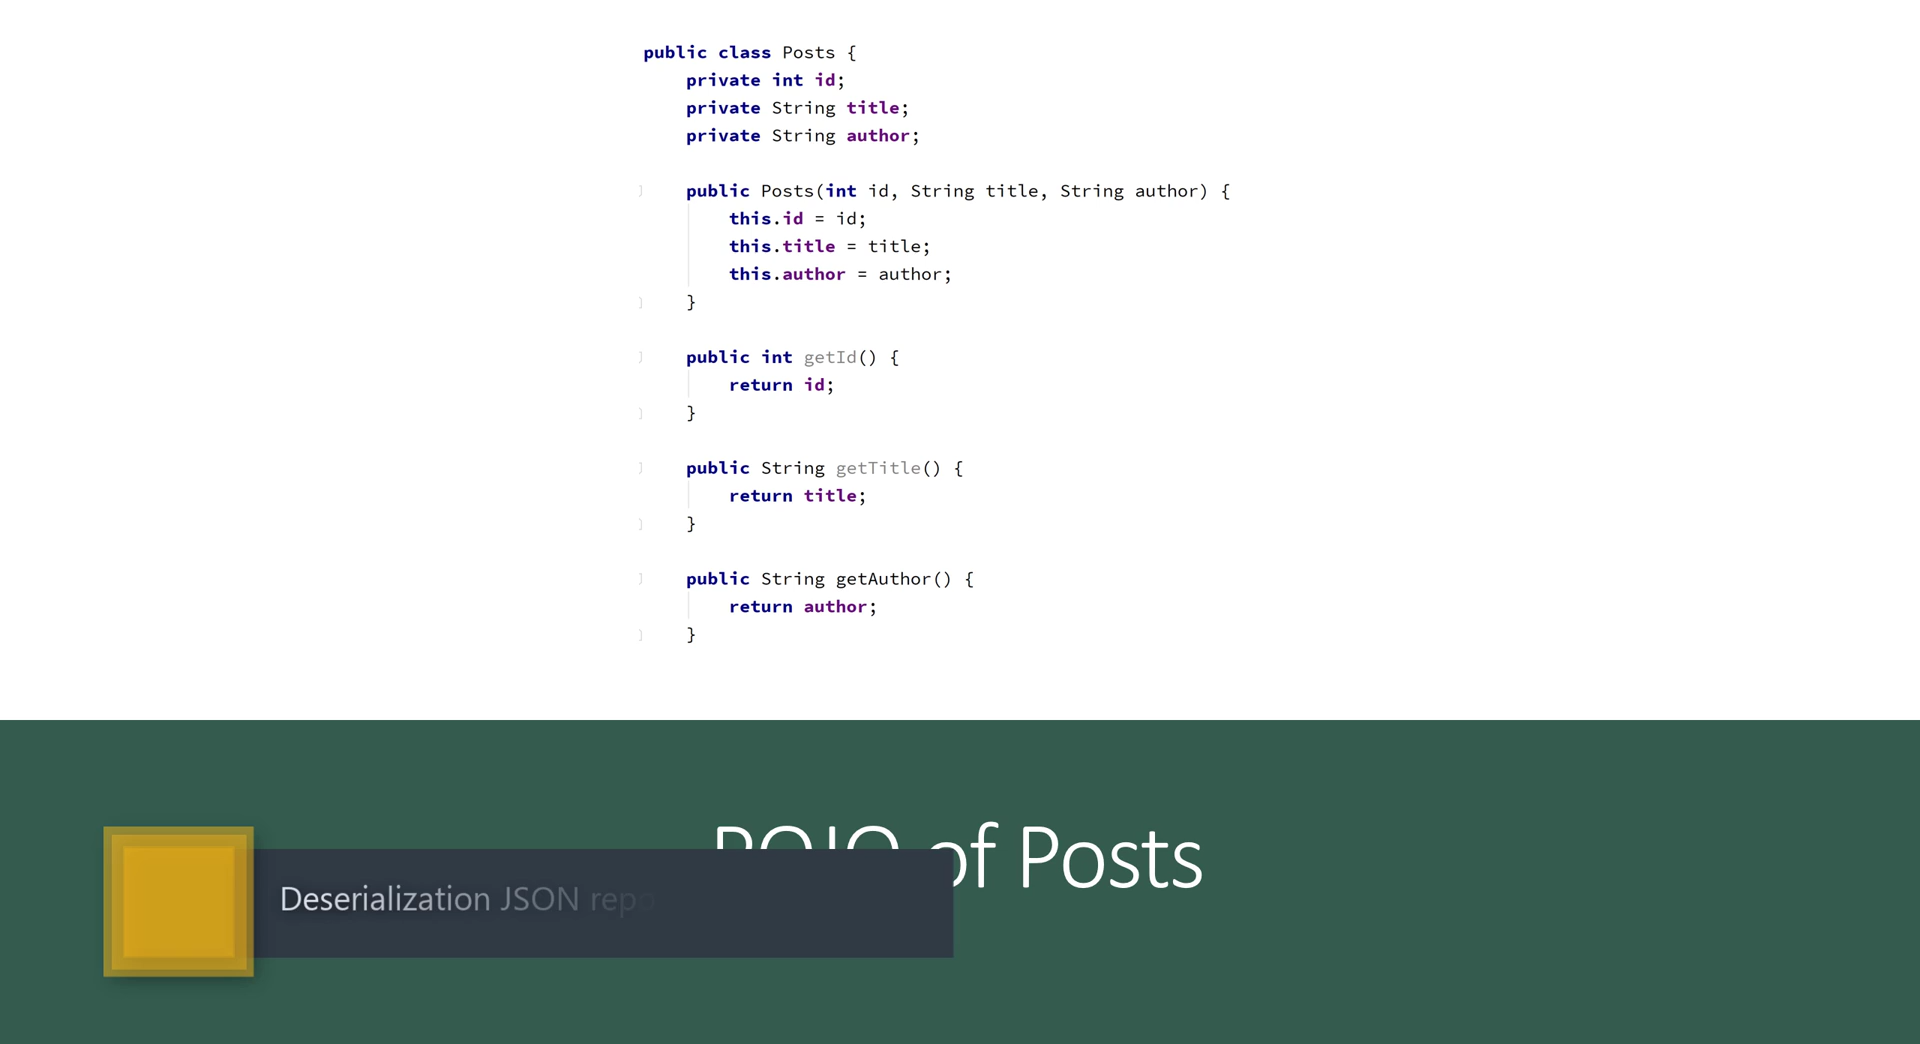 public class Posts {
    private int id;
    private String title;
    private String author;
    public Posts(int id, String title, String author) {
        this.id = id;
        this.title = title;
        this.author = author;
    }
    public int getId() {
        return id;
    }
    public String getTitle() {
        return title;
    }
    public String getAuthor() {
        return author;
    }
POJO of Posts
Deserialization JSON